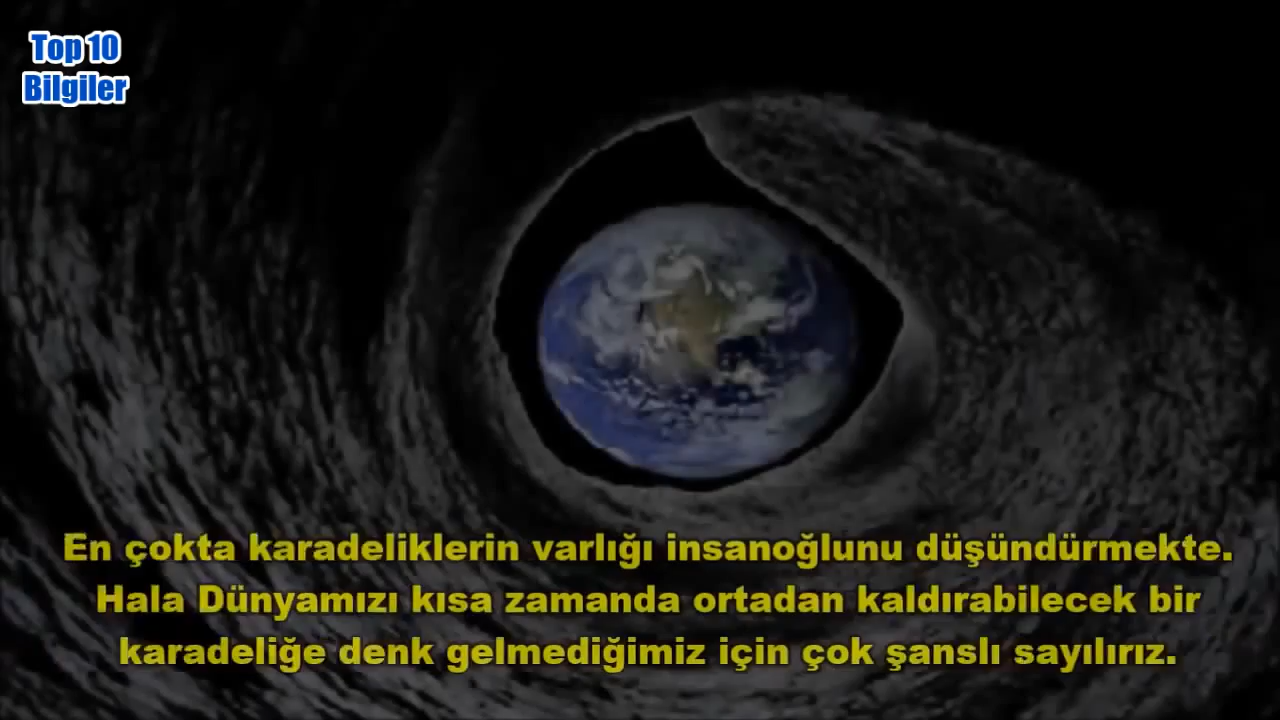 Top 10
Bilgiler
En çokta karadeliklerin varlığı insanoğlunu düşündürmekte.
Hala Dünyamızı kısa zamanda ortadan kaldırabilecek bir
karadeliğe denk gelmediğimiz için çok şanslı sayılırız.